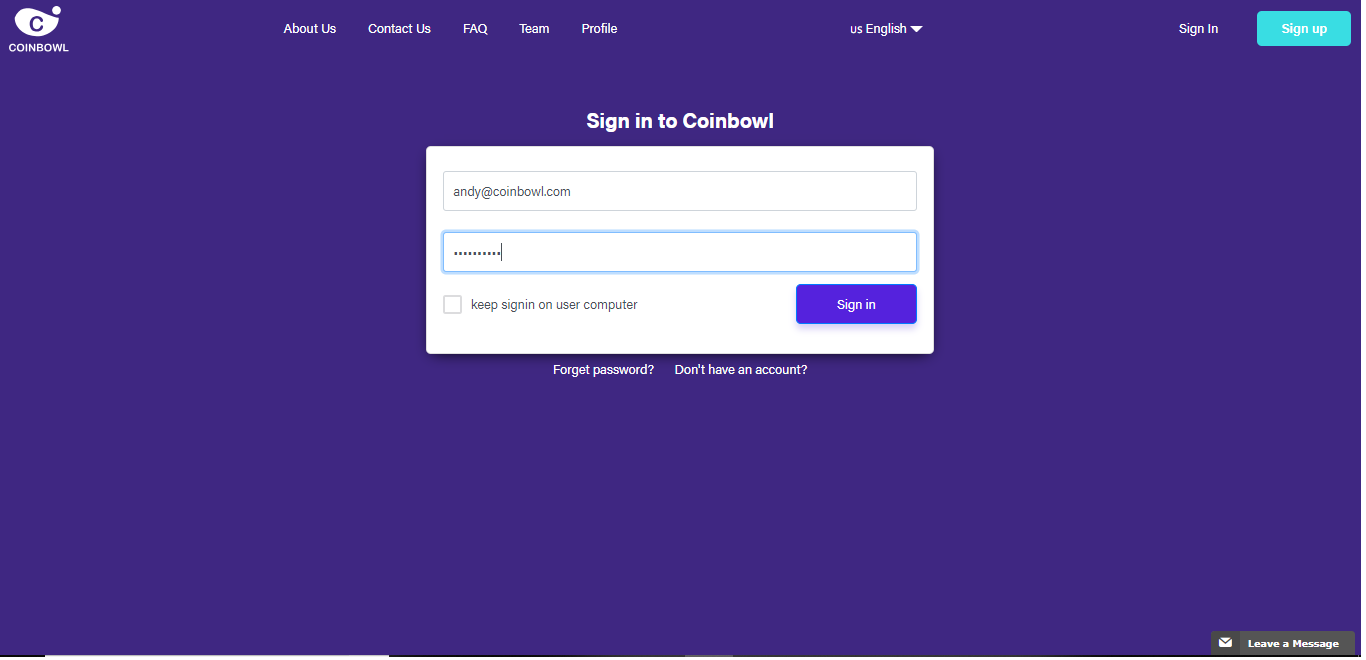 C
COINBOWL
About Us
Contact Us
FAQ
Team
Profile
us English
Sign In
Sign up
Sign in to Coinbowl
andy@coinbowl.com
••••••••••
keep signin on user computer
Sign in
Forget password?
Don't have an account?
Leave a Message